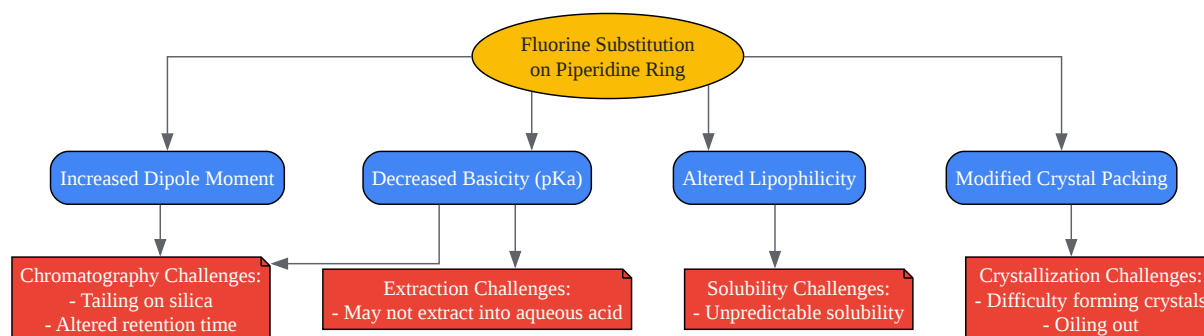 Fluorine Substitution
on Piperidine Ring
Increased Dipole Moment
Decreased Basicity (pKa)
Altered Lipophilicity
Modified Crystal Packing
Chromatography Challenges:
- Tailing on silica
- Altered retention time
Extraction Challenges:
- May not extract into aqueous acid
Solubility Challenges:
- Unpredictable solubility
Crystallization Challenges:
- Difficulty forming crystals
- Oiling out